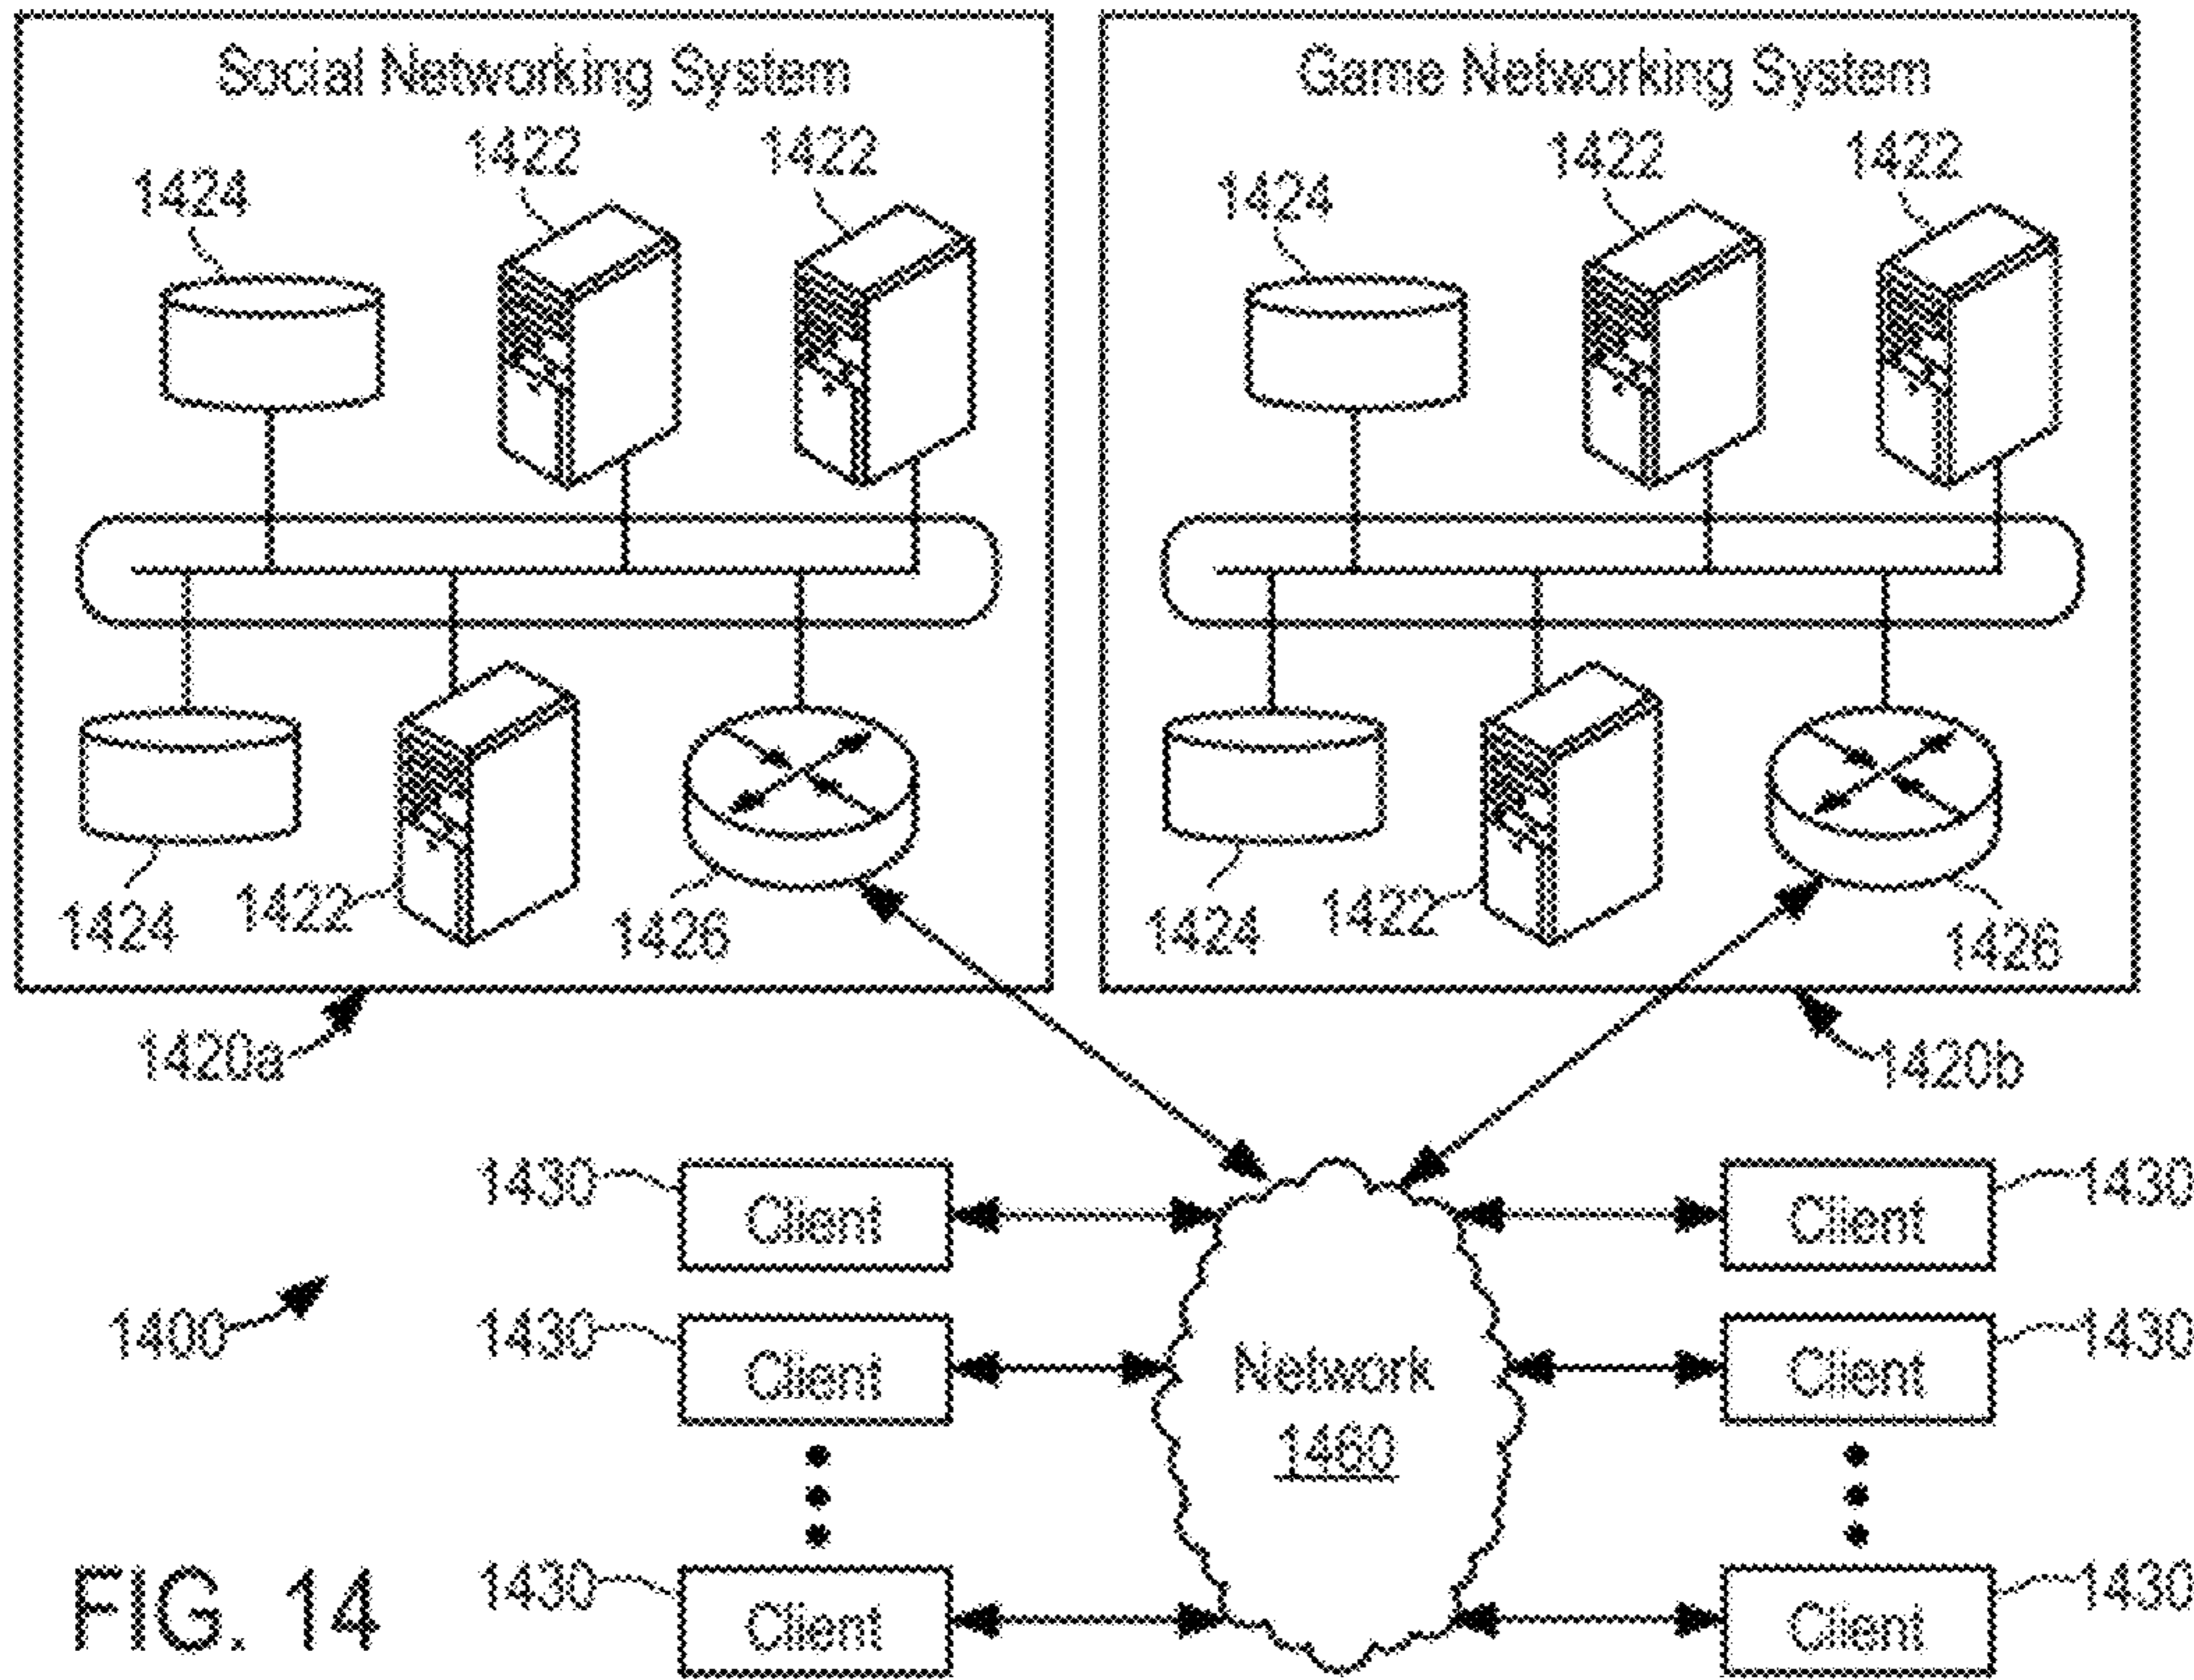 Social Networking System
1422 1422
1424
1424
1422
1426
1420a
Game Networking System
1422 1422
1424
1424
1422
1426
1420b
1430 Client
Client 1430
1400
1430 Client
Network
1460
Client 1430
1430 Client
Client 1430
FIG. 14